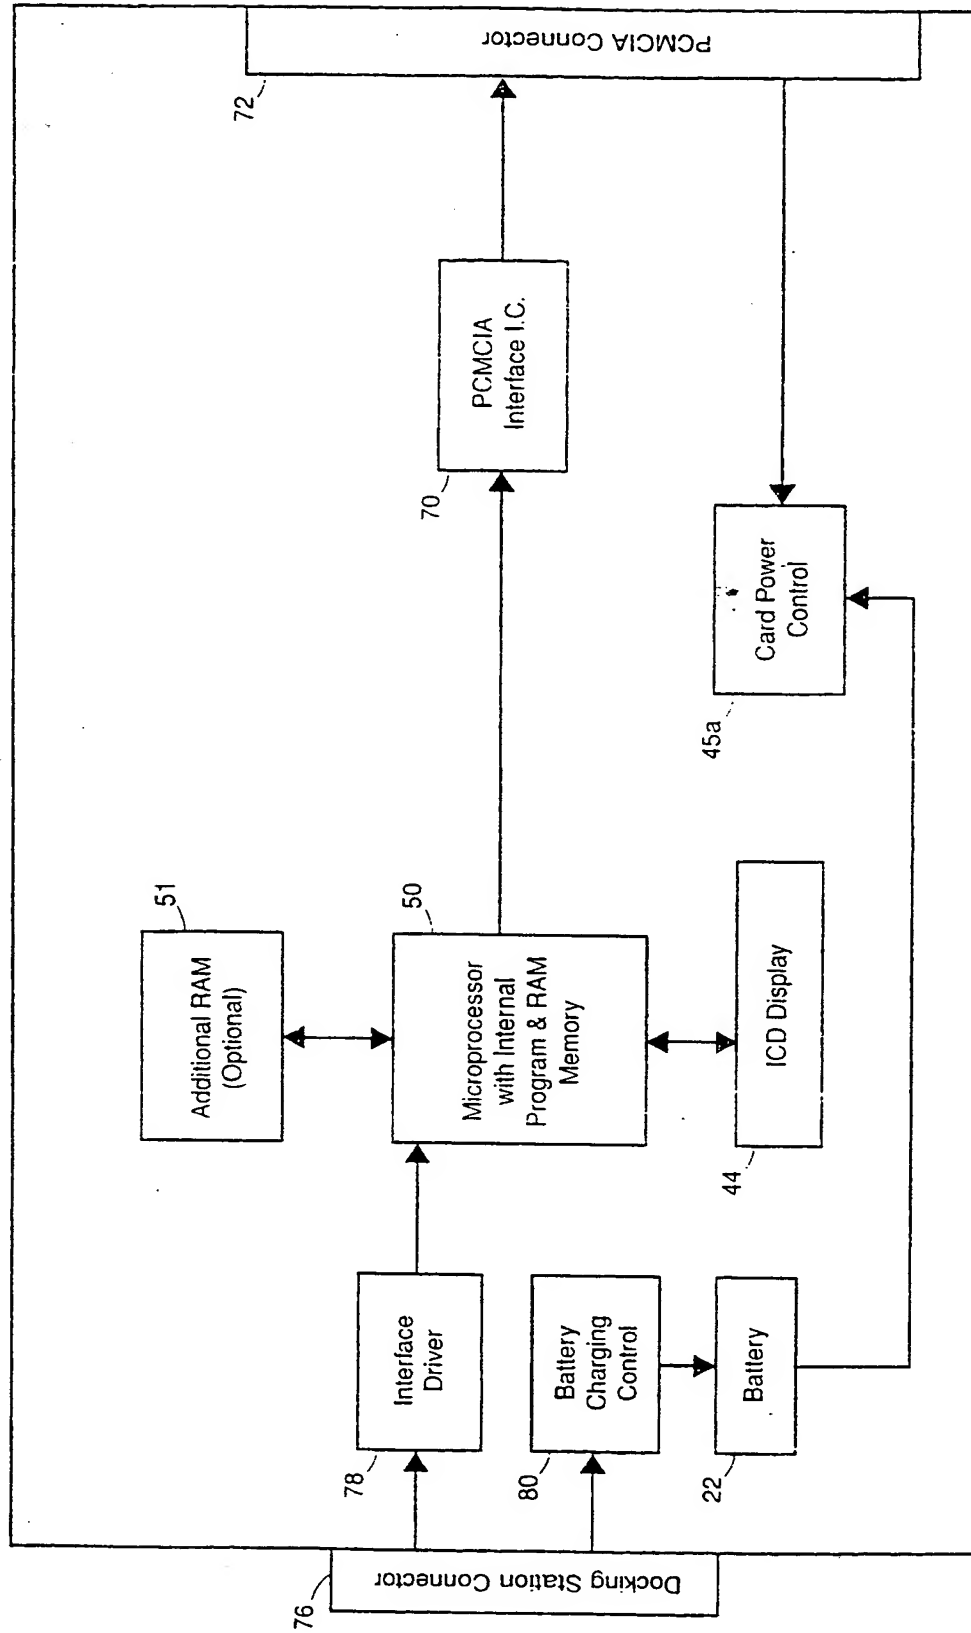 76
Docking Station Connector
78
Interface
Driver
80
Battery
Charging
Control
22
Battery
51
Additional RAM
(Optional)
50
Microprocessor
with Internal
Program & RAM
Memory
44
ICD Display
70
PCMCIA
Interface I.C.
45a
Card Power
Control
72
PCMCIA Connector